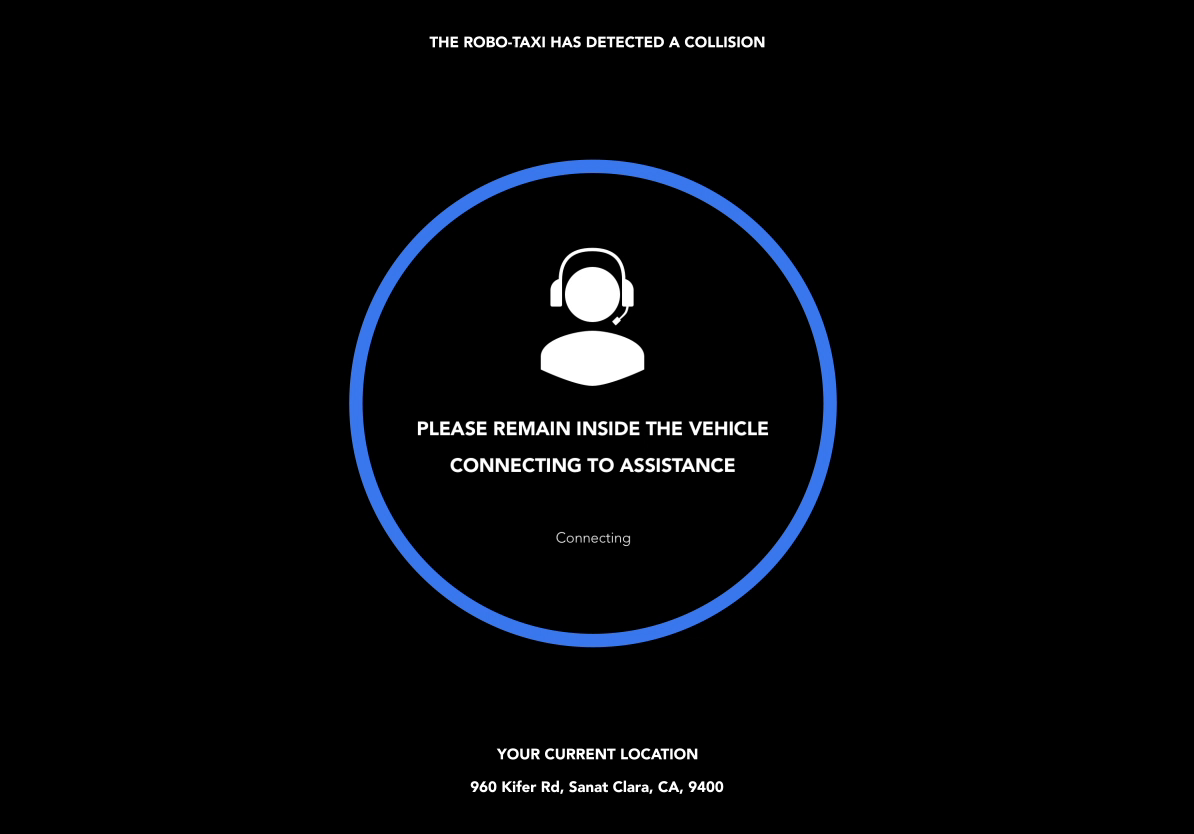 THE ROBO-TAXI HAS DETECTED A COLLISION
PLEASE REMAIN INSIDE THE VEHICLE
CONNECTING TO ASSISTANCE
Connecting
YOUR CURRENT LOCATION
960 Kifer Rd, Sanat Clara, CA, 9400